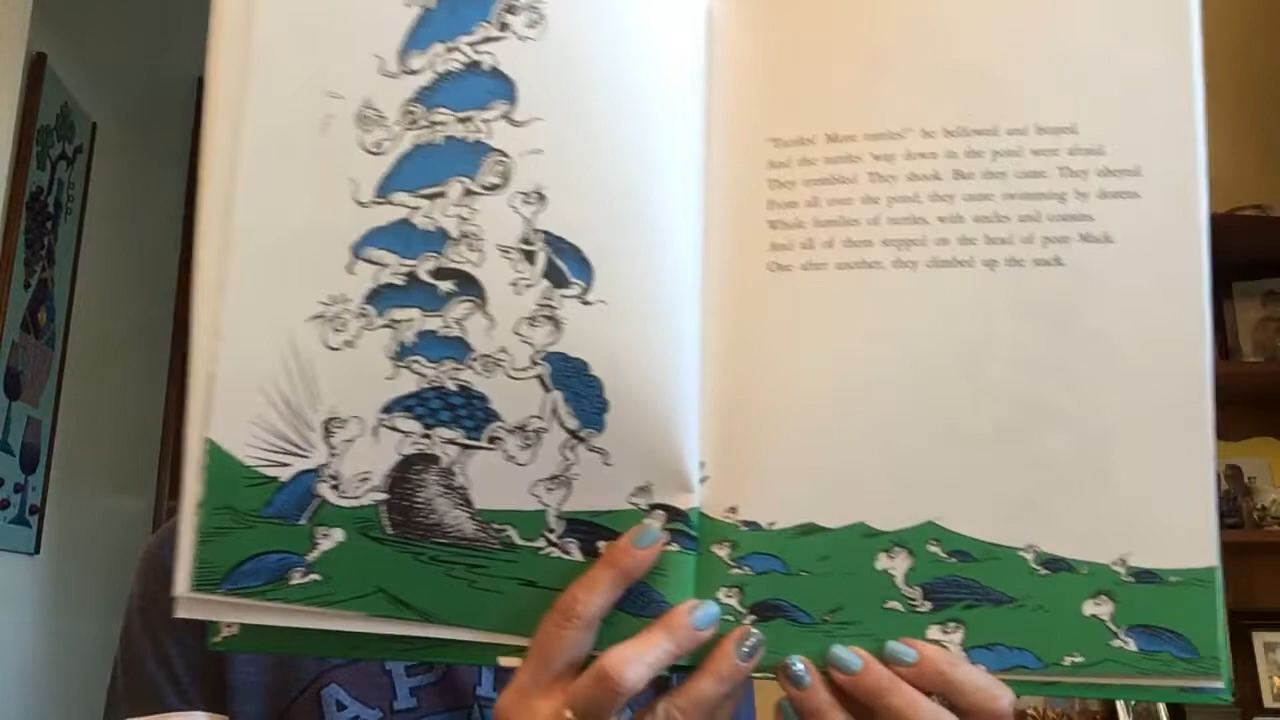 "Turtles! More turtles!" he bellowed and brayed.
And the turtles 'way down in the pond were afraid.
They trembled. They shook. But they came. They obeyed.
From all over the pond, they came swimming by dozens.
Whole families of turtles, with uncles and cousins.
And all of them stepped on the head of poor Mack.
One after another, they climbed up the stack.
AP